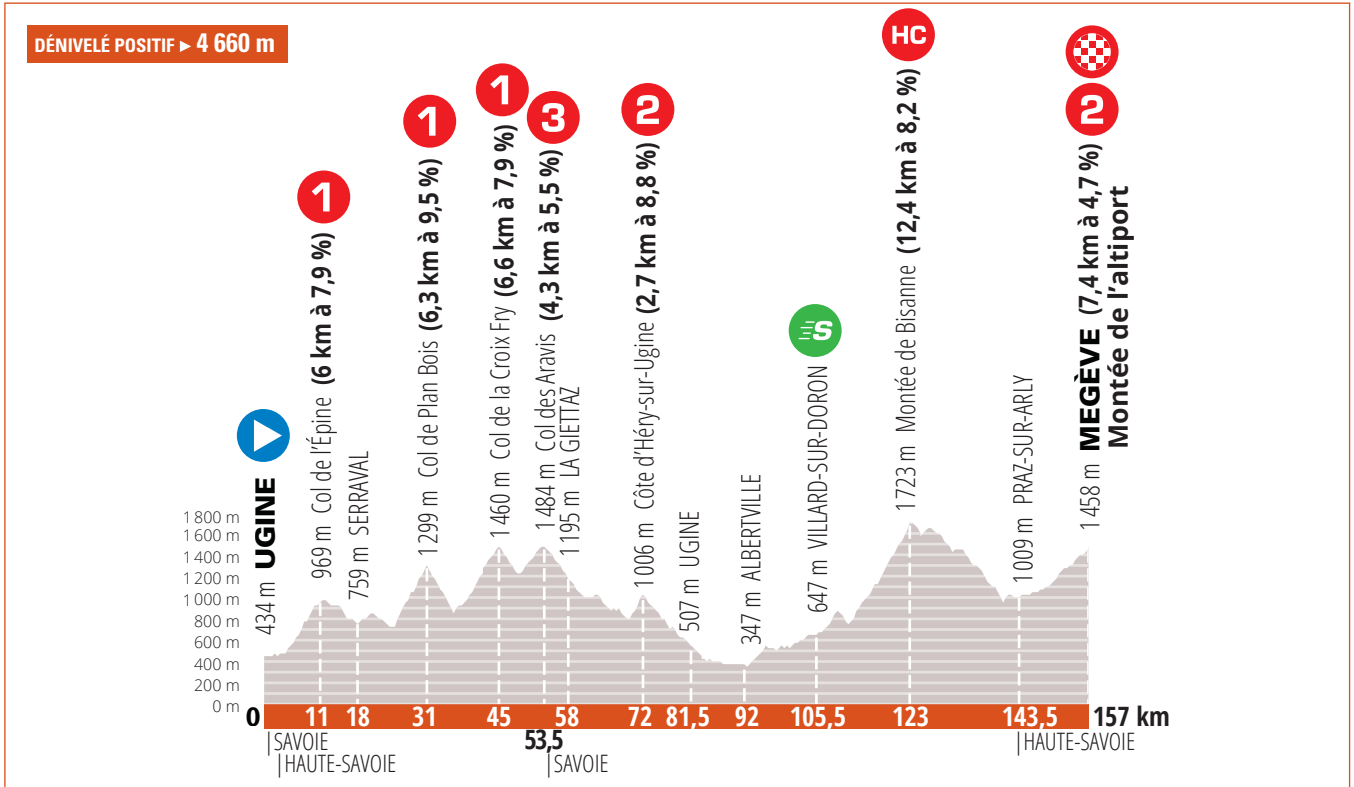 DÉNIVELÉ POSITIF ▸ 4 660 m
434 m UGINE
1
969 m Col de l'Épine (6 km à 7,9 %)
759 m SERRAVAL
1
1299 m Col de Plan Bois (6,3 km à 9,5 %)
1
1460 m Col de la Croix Fry (6,6 km à 7,9 %)
3
1484 m Col des Aravis (4,3 km à 5,5 %)
1195 m LA GIETTAZ
2
1006 m Côte d'Héry-sur-Ugine (2,7 km à 8,8 %)
507 m UGINE
347 m ALBERTVILLE
S
647 m VILLARD-SUR-DORON
HC
1723 m Montée de Bisanne (12,4 km à 8,2 %)
1009 m PRAZ-SUR-ARLY
2
1458 m MEGÈVE (7,4 km à 4,7 %)
Montée de l'altiport
1 800 m
1 600 m
1 400 m
1 200 m
1 000 m
800 m
600 m
400 m
200 m
0 m
0 11 18 31 45 58 72 81,5 92 105,5 123 143,5 157 km
53,5
|SAVOIE
|HAUTE-SAVOIE
|SAVOIE
|HAUTE-SAVOIE